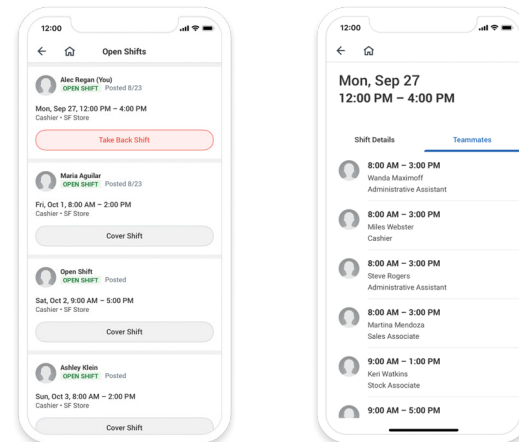 12:00
Open Shifts
Alec Regan (You)
OPEN SHIFT Posted 8/23
Mon, Sep 27, 12:00 PM – 4:00 PM
Cashier • SF Store
Take Back Shift
Maria Aguilar
OPEN SHIFT Posted 8/23
Fri, Oct 1, 8:00 AM – 2:00 PM
Cashier • SF Store
Cover Shift
Open Shift
OPEN SHIFT Posted
Sat, Oct 2, 9:00 AM – 5:00 PM
Cashier • SF Store
Cover Shift
Ashley Klein
OPEN SHIFT Posted
Sun, Oct 3, 8:00 AM – 2:00 PM
Cashier • SF Store
Cover Shift
12:00
Mon, Sep 27
12:00 PM – 4:00 PM
Shift Details Teammates
8:00 AM – 3:00 PM
Wanda Maximoff
Administrative Assistant
8:00 AM – 3:00 PM
Miles Webster
Cashier
8:00 AM – 3:00 PM
Steve Rogers
Administrative Assistant
8:00 AM – 3:00 PM
Martina Mendoza
Sales Associate
9:00 AM – 1:00 PM
Keri Watkins
Stock Associate
9:00 AM – 5:00 PM